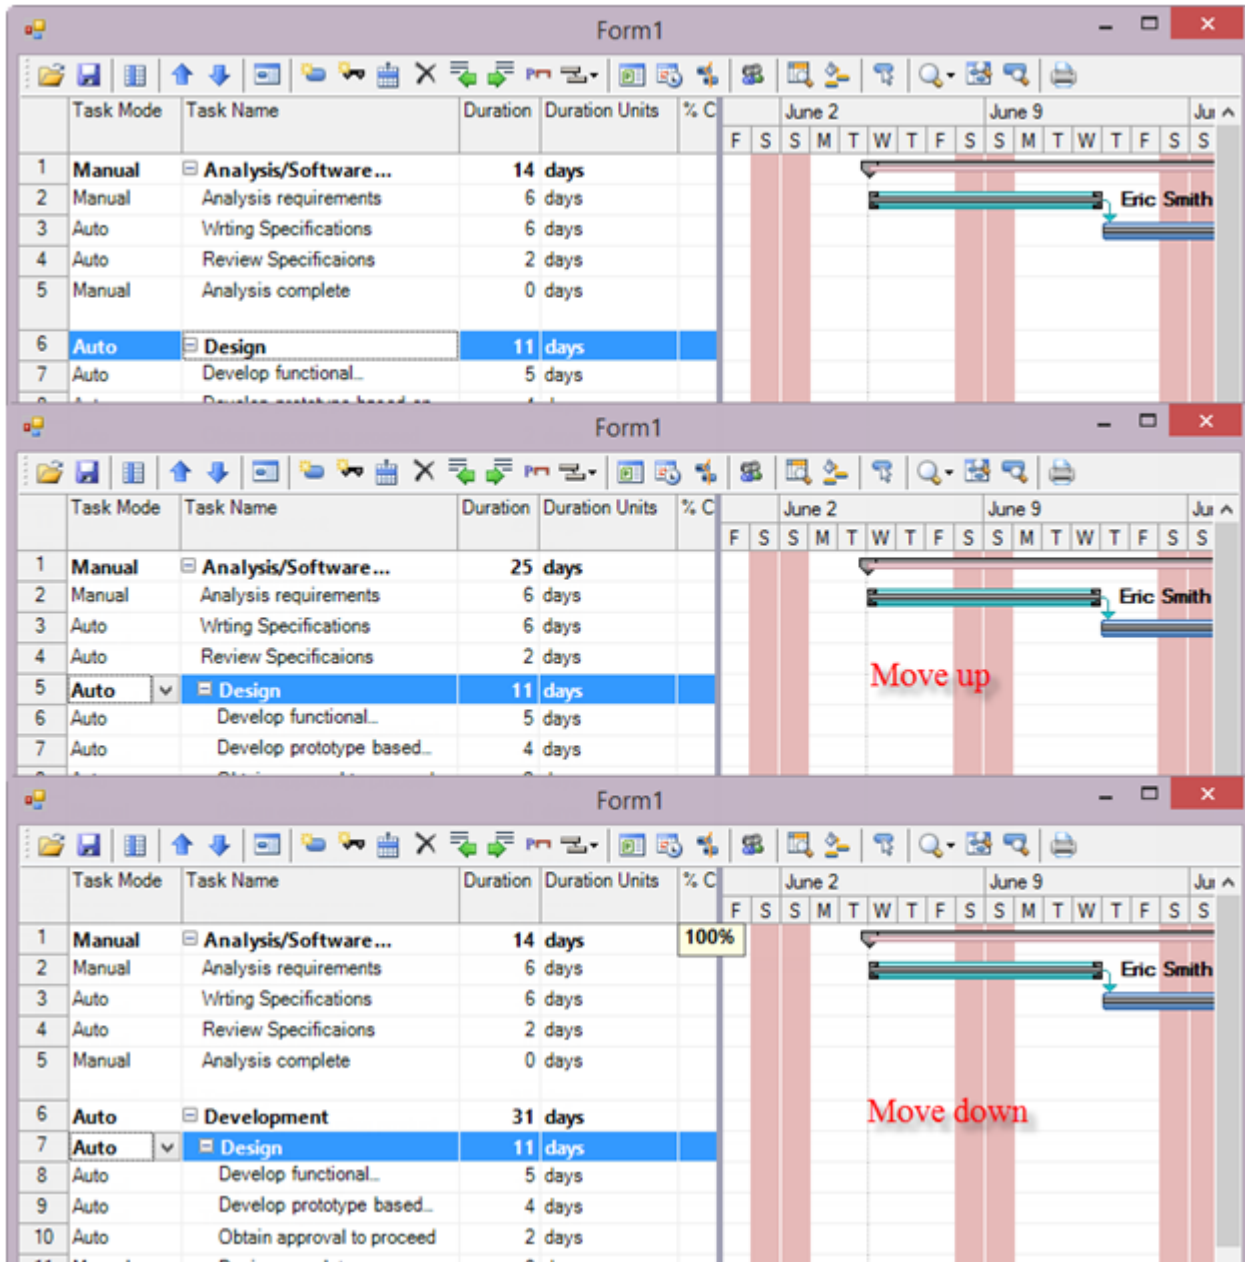 Form1
Task Mode Task Name Duration Duration Units % C June 2 June 9 Ju
F S S M T W T F S S M T W T F S S
1 Manual Analysis/Software... 14 days
2 Manual Analysis requirements 6 days Eric Smith
3 Auto Wrting Specifications 6 days
4 Auto Review Specificaions 2 days
5 Manual Analysis complete 0 days
6 Auto Design 11 days
7 Auto Develop functional... 5 days
Form1
Task Mode Task Name Duration Duration Units % C June 2 June 9 Ju
F S S M T W T F S S M T W T F S S
1 Manual Analysis/Software... 25 days
2 Manual Analysis requirements 6 days Eric Smith
3 Auto Wrting Specifications 6 days
4 Auto Review Specificaions 2 days
Move up
5 Auto Design 11 days
6 Auto Develop functional... 5 days
7 Auto Develop prototype based... 4 days
Form1
Task Mode Task Name Duration Duration Units % C June 2 June 9 Ju
F S S M T W T F S S M T W T F S S
1 Manual Analysis/Software... 14 days 100%
2 Manual Analysis requirements 6 days Eric Smith
3 Auto Wrting Specifications 6 days
4 Auto Review Specificaions 2 days
5 Manual Analysis complete 0 days
6 Auto Development 31 days Move down
7 Auto Design 11 days
8 Auto Develop functional... 5 days
9 Auto Develop prototype based... 4 days
10 Auto Obtain approval to proceed 2 days